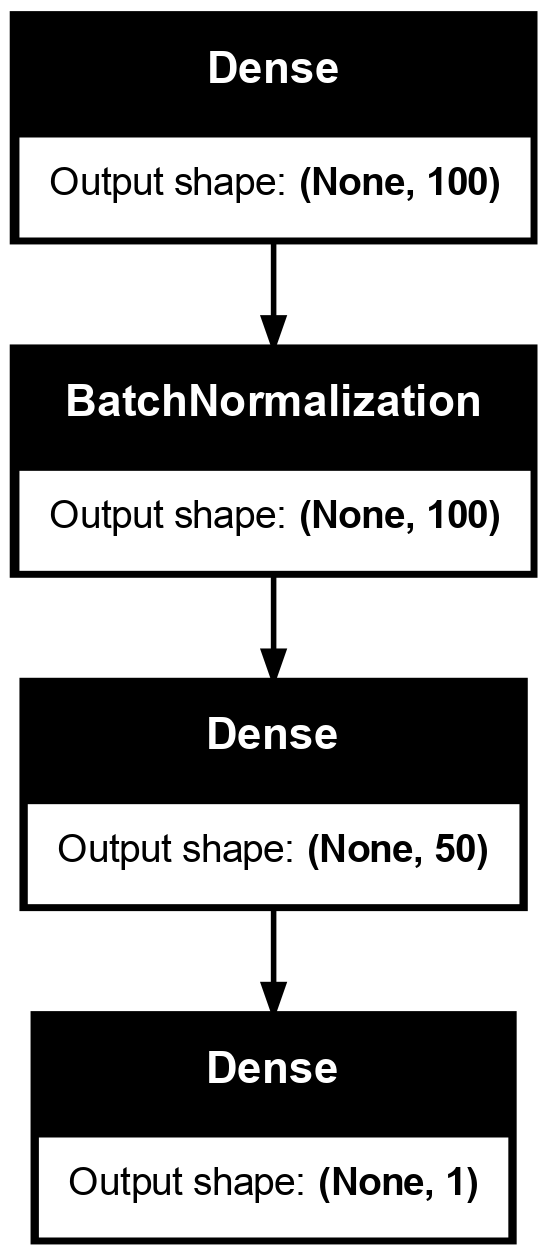 Dense
Output shape: (None, 100)
BatchNormalization
Output shape: (None, 100)
Dense
Output shape: (None, 50)
Dense
Output shape: (None, 1)